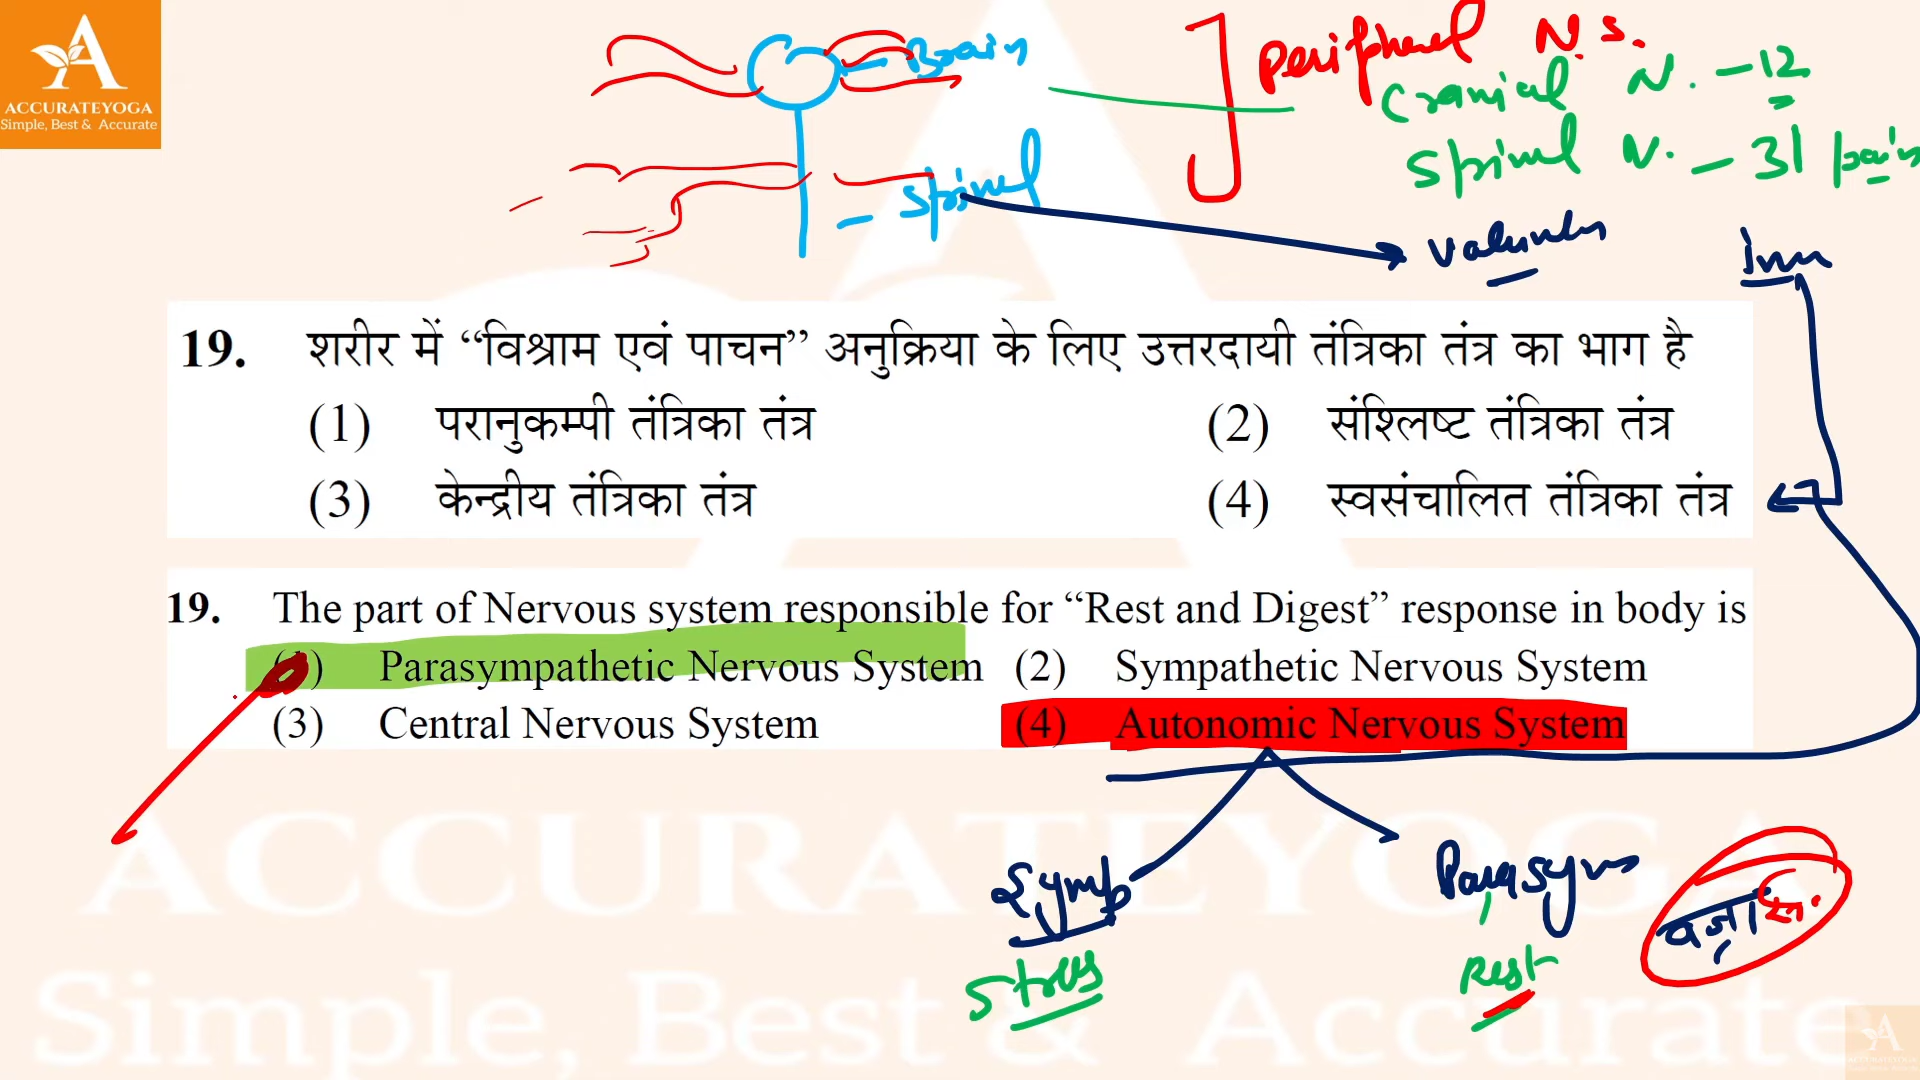 ACCURATEYOGA
Simple, Best & Accurate
Brain
Spinal
Peripheral N.S.
Cranial N. - 12
Spinal N. - 31 pair
19. शरीर में “विश्राम एवं पाचन” अनुक्रिया के लिए उत्तरदायी तंत्रिका तंत्र का भाग है
(1) परानुकम्पी तंत्रिका तंत्र (2) संश्लिष्ट तंत्रिका तंत्र
(3) केन्द्रीय तंत्रिका तंत्र (4) स्वसंचालित तंत्रिका तंत्र
19. The part of Nervous system responsible for “Rest and Digest” response in body is
(1) Parasympathetic Nervous System (2) Sympathetic Nervous System
(3) Central Nervous System (4) Autonomic Nervous System
Symp
Parasym
Stress
Rest
ACCURATEYOGA
Simple, Best & Accurate